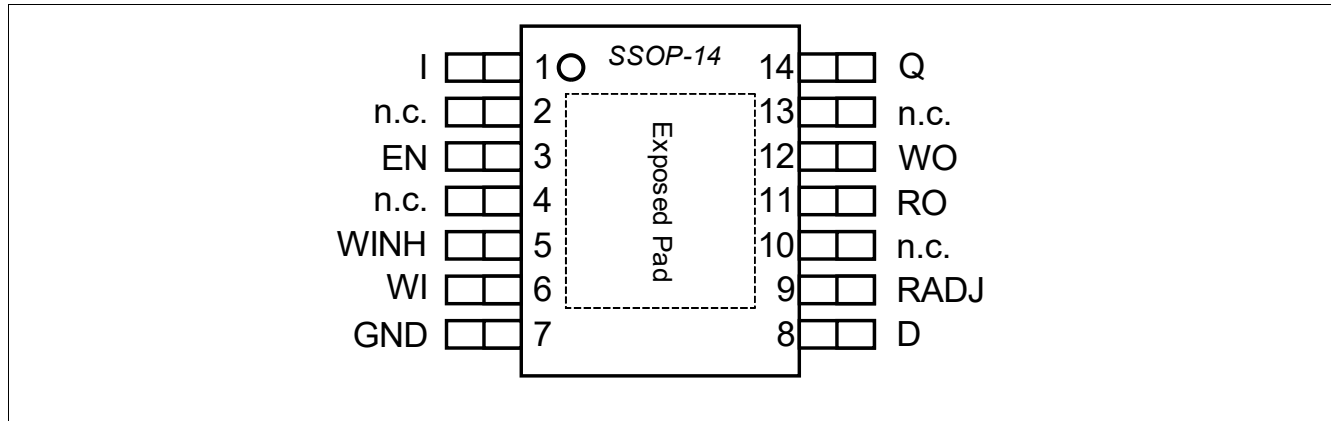 SSOP-14
I 1 14 Q
n.c. 2 13 n.c.
EN 3 12 WO
n.c. 4 11 RO
WINH 5 10 n.c.
WI 6 9 RADJ
GND 7 8 D
Exposed Pad